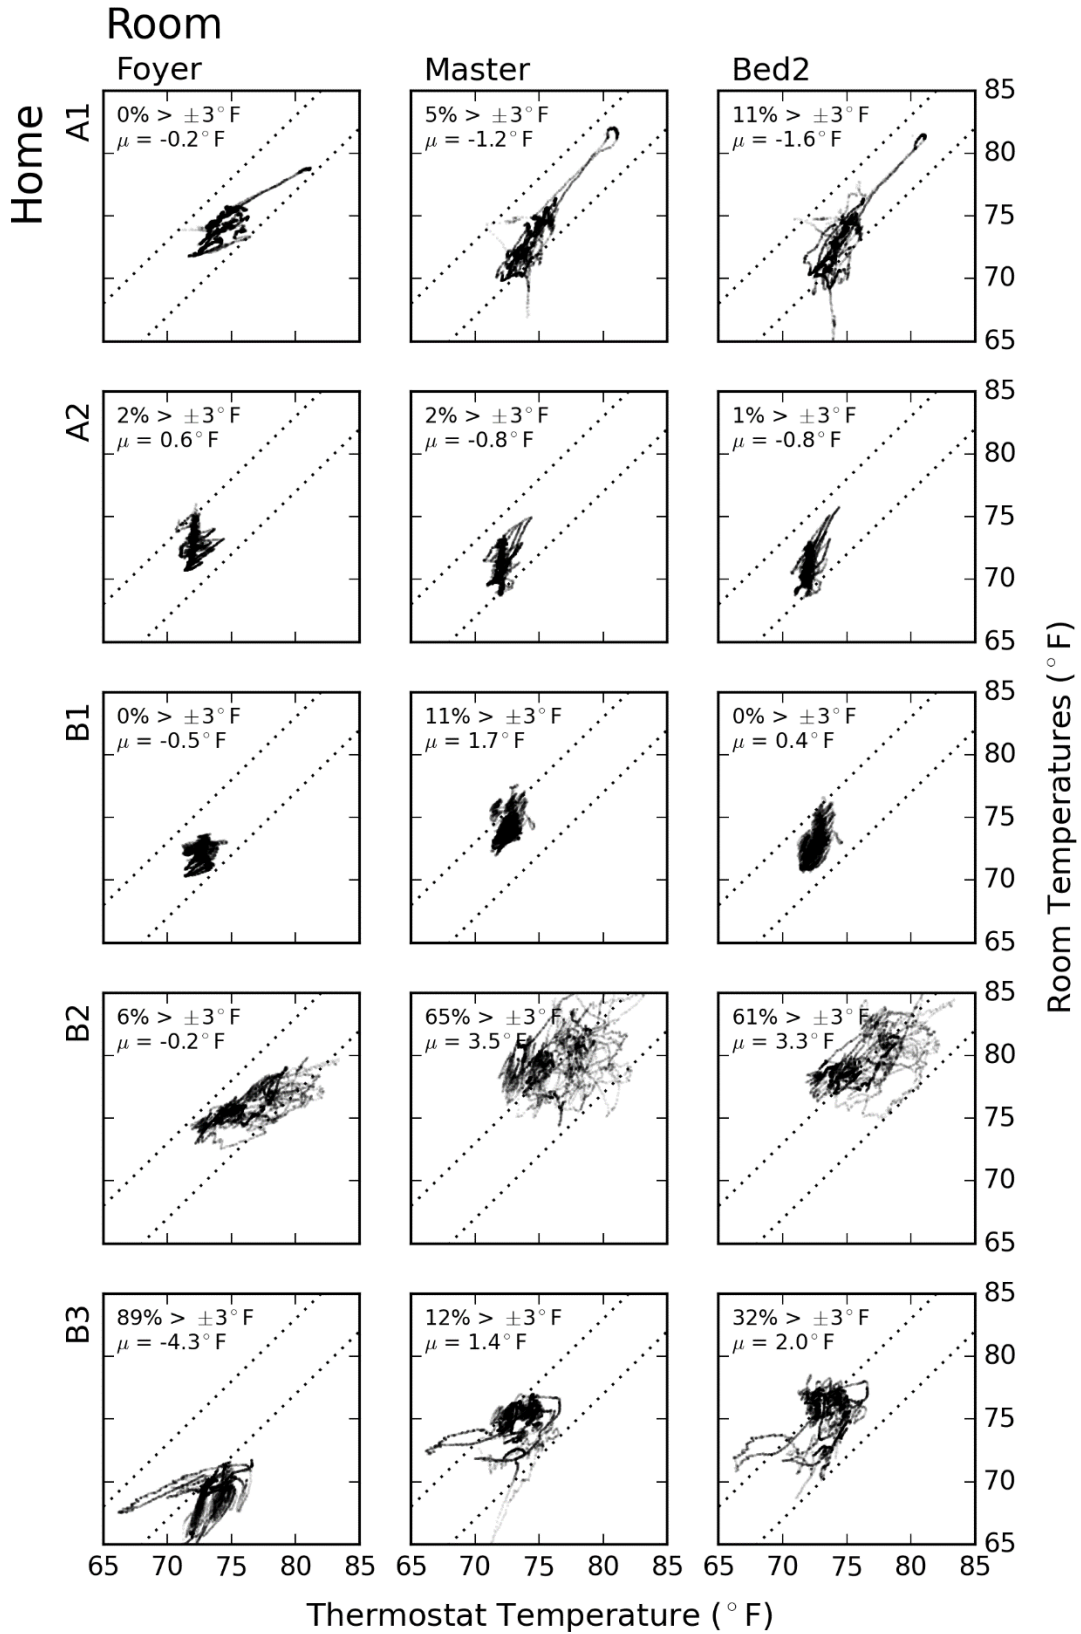 Room
Foyer Master Bed2
Home
A1
0% > ±3°F
μ = -0.2°F
5% > ±3°F
μ = -1.2°F
11% > ±3°F
μ = -1.6°F
85
80
75
70
65
A2
2% > ±3°F
μ = 0.6°F
2% > ±3°F
μ = -0.8°F
1% > ±3°F
μ = -0.8°F
85
80
75
70
65
B1
0% > ±3°F
μ = -0.5°F
11% > ±3°F
μ = 1.7°F
0% > ±3°F
μ = 0.4°F
85
80
75
70
65
B2
6% > ±3°F
μ = -0.2°F
65% > ±3°F
μ = 3.5°F
61% > ±3°F
μ = 3.3°F
85
80
75
70
65
B3
89% > ±3°F
μ = -4.3°F
12% > ±3°F
μ = 1.4°F
32% > ±3°F
μ = 2.0°F
85
80
75
70
65
65 70 75 80 85 65 70 75 80 85 65 70 75 80 85
Thermostat Temperature (°F)
Room Temperatures (°F)